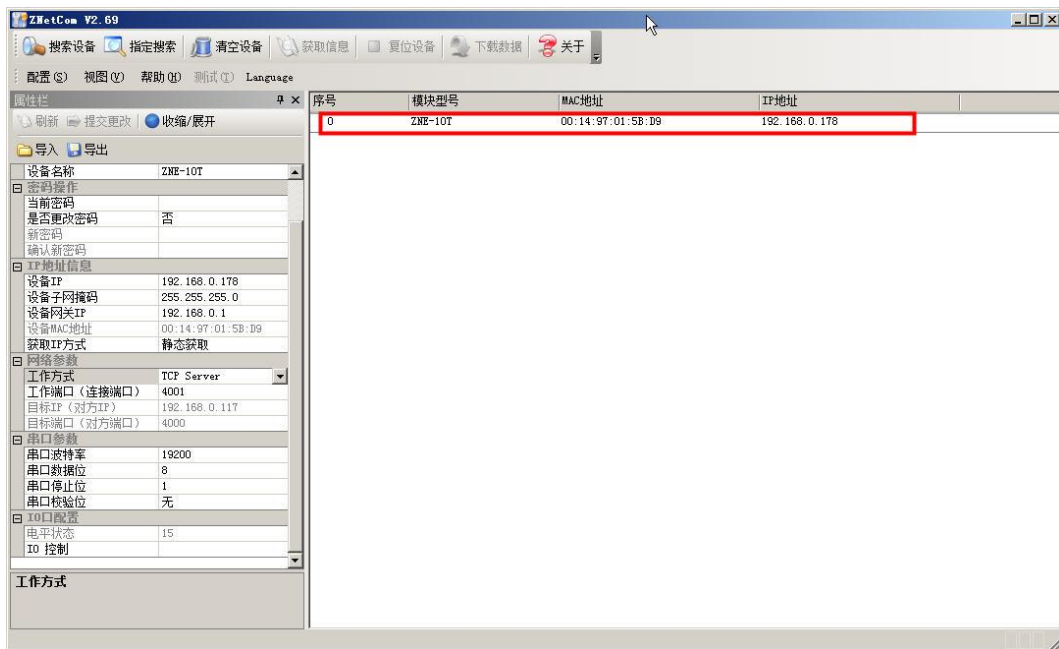 ZNetCom V2.69
搜索设备 指定搜索 清空设备 获取信息 复位设备 下载数据 关于
配置(S) 视图(V) 帮助(H) 测试(T) Language
属性栏
刷新 提交更改 收缩/展开
导入 导出
设备名称 ZNE-10T
密码操作
当前密码
是否更改密码 否
新密码
确认新密码
IP地址信息
设备IP 192.168.0.178
设备子网掩码 255.255.255.0
设备网关IP 192.168.0.1
设备MAC地址 00:14:97:01:5B:D9
获取IP方式 静态获取
网络参数
工作方式 TCP Server
工作端口（连接端口） 4001
目标IP（对方IP） 192.168.0.117
目标端口（对方端口） 4000
串口参数
串口波特率 19200
串口数据位 8
串口停止位 1
串口校验位 无
IO口配置
电平状态 15
IO 控制
工作方式
序号 模块型号 MAC地址 IP地址
0 ZNE-10T 00:14:97:01:5B:D9 192.168.0.178